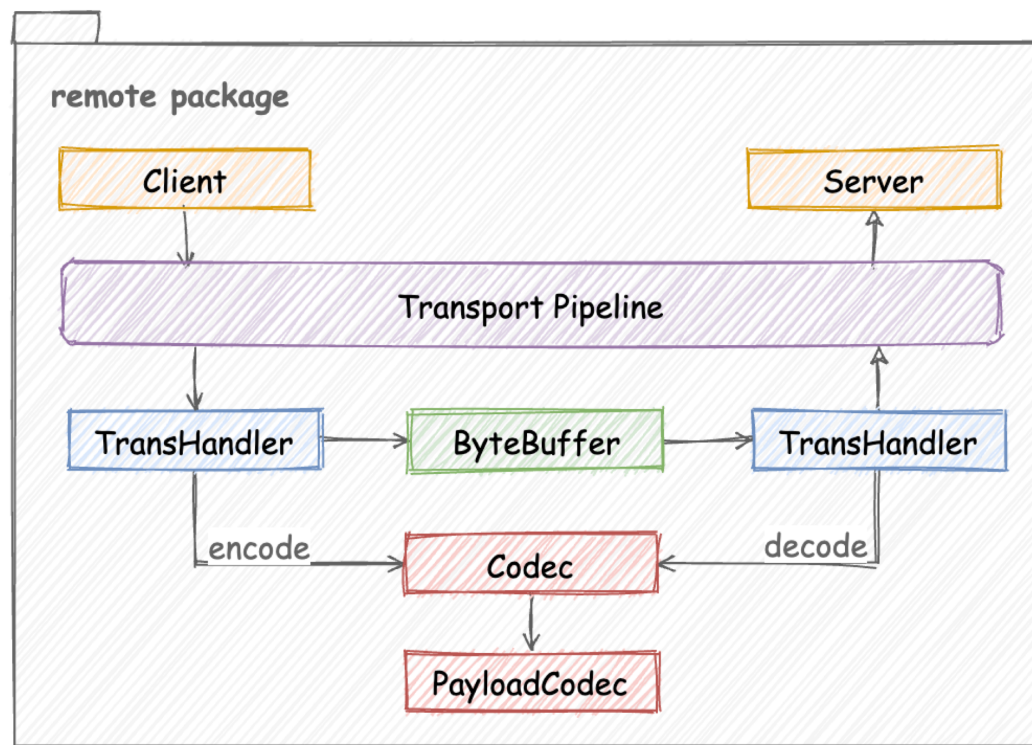 remote package
Client
Server
Transport Pipeline
TransHandler
ByteBuffer
TransHandler
encode
decode
Codec
PayloadCodec